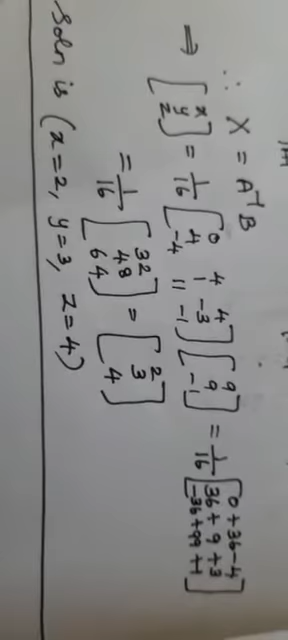 ∴ X = A⁻¹B
⇒ [x y z] = 1/16 [0 4 4; 4 1 -3; -4 11 -1] [9 9 -1] = 1/16 [0+36-4; 36+9+3; -36+99+1]
= 1/16 [32 48 64] = [2 3 4]
Soln is (x=2, y=3, z=4)